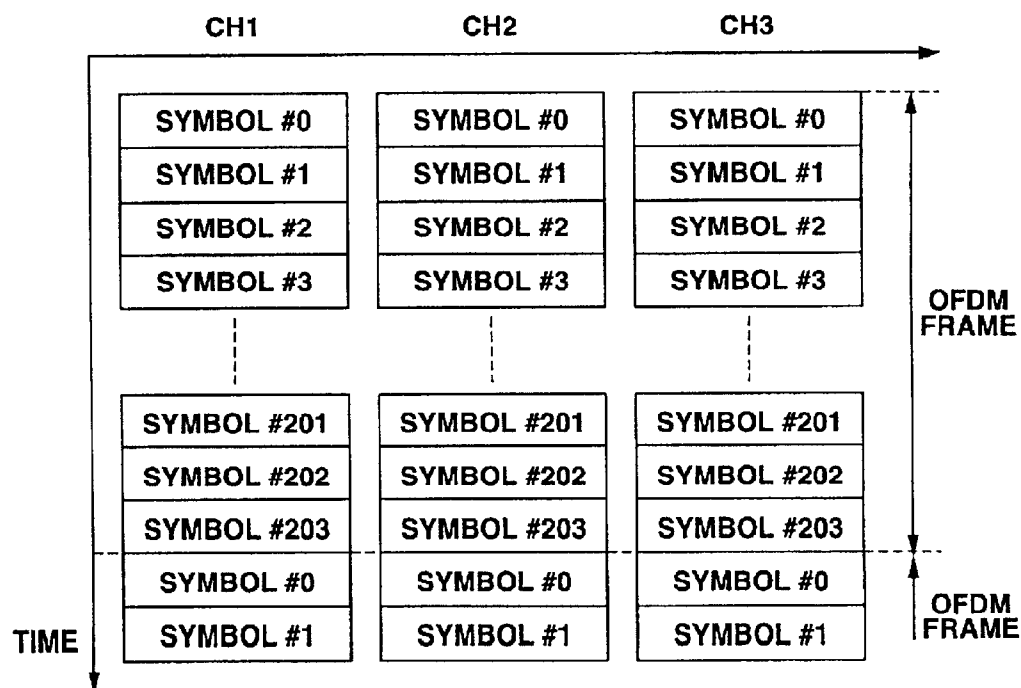 CH1 CH2 CH3
SYMBOL #0 SYMBOL #0 SYMBOL #0
SYMBOL #1 SYMBOL #1 SYMBOL #1
SYMBOL #2 SYMBOL #2 SYMBOL #2
SYMBOL #3 SYMBOL #3 SYMBOL #3
OFDM
FRAME
SYMBOL #201 SYMBOL #201 SYMBOL #201
SYMBOL #202 SYMBOL #202 SYMBOL #202
SYMBOL #203 SYMBOL #203 SYMBOL #203
SYMBOL #0 SYMBOL #0 SYMBOL #0
SYMBOL #1 SYMBOL #1 SYMBOL #1
OFDM
FRAME
TIME